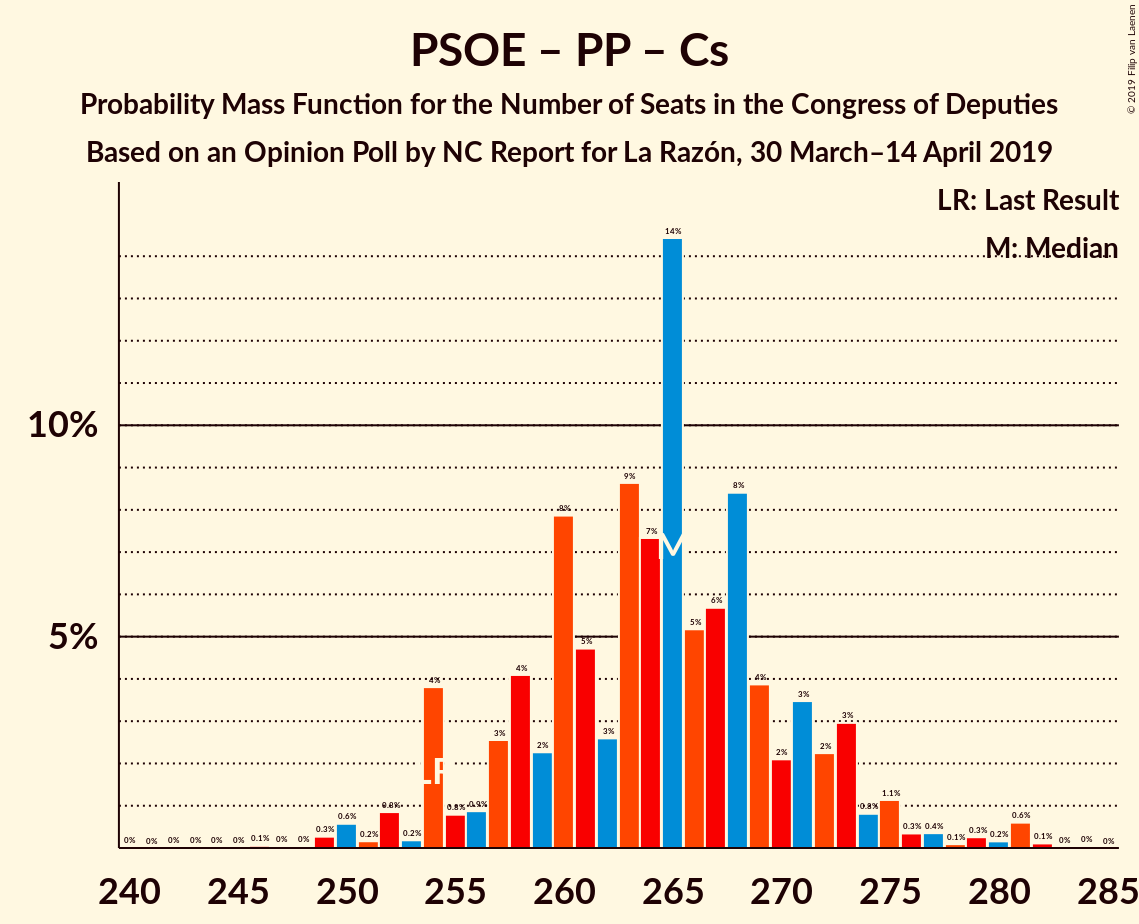 © 2019 Filip van Laenen
PSOE – PP – Cs
Probability Mass Function for the Number of Seats in the Congress of Deputies
Based on an Opinion Poll by NC Report for La Razón, 30 March–14 April 2019
LR: Last Result
M: Median
10%
5%
0% 0% 0% 0% 0% 0% 0.1% 0% 0% 0.3% 0.6% 0.2% 0.8% 0.2% 4% 0.8% 0.9% 3% 4% 2% 8% 5% 3% 9% 7% 14% 5% 6% 8% 4% 2% 3% 2% 3% 0.8% 1.1% 0.3% 0.4% 0.1% 0.3% 0.2% 0.6% 0.1% 0% 0% 0%
LR
M
240 245 250 255 260 265 270 275 280 285